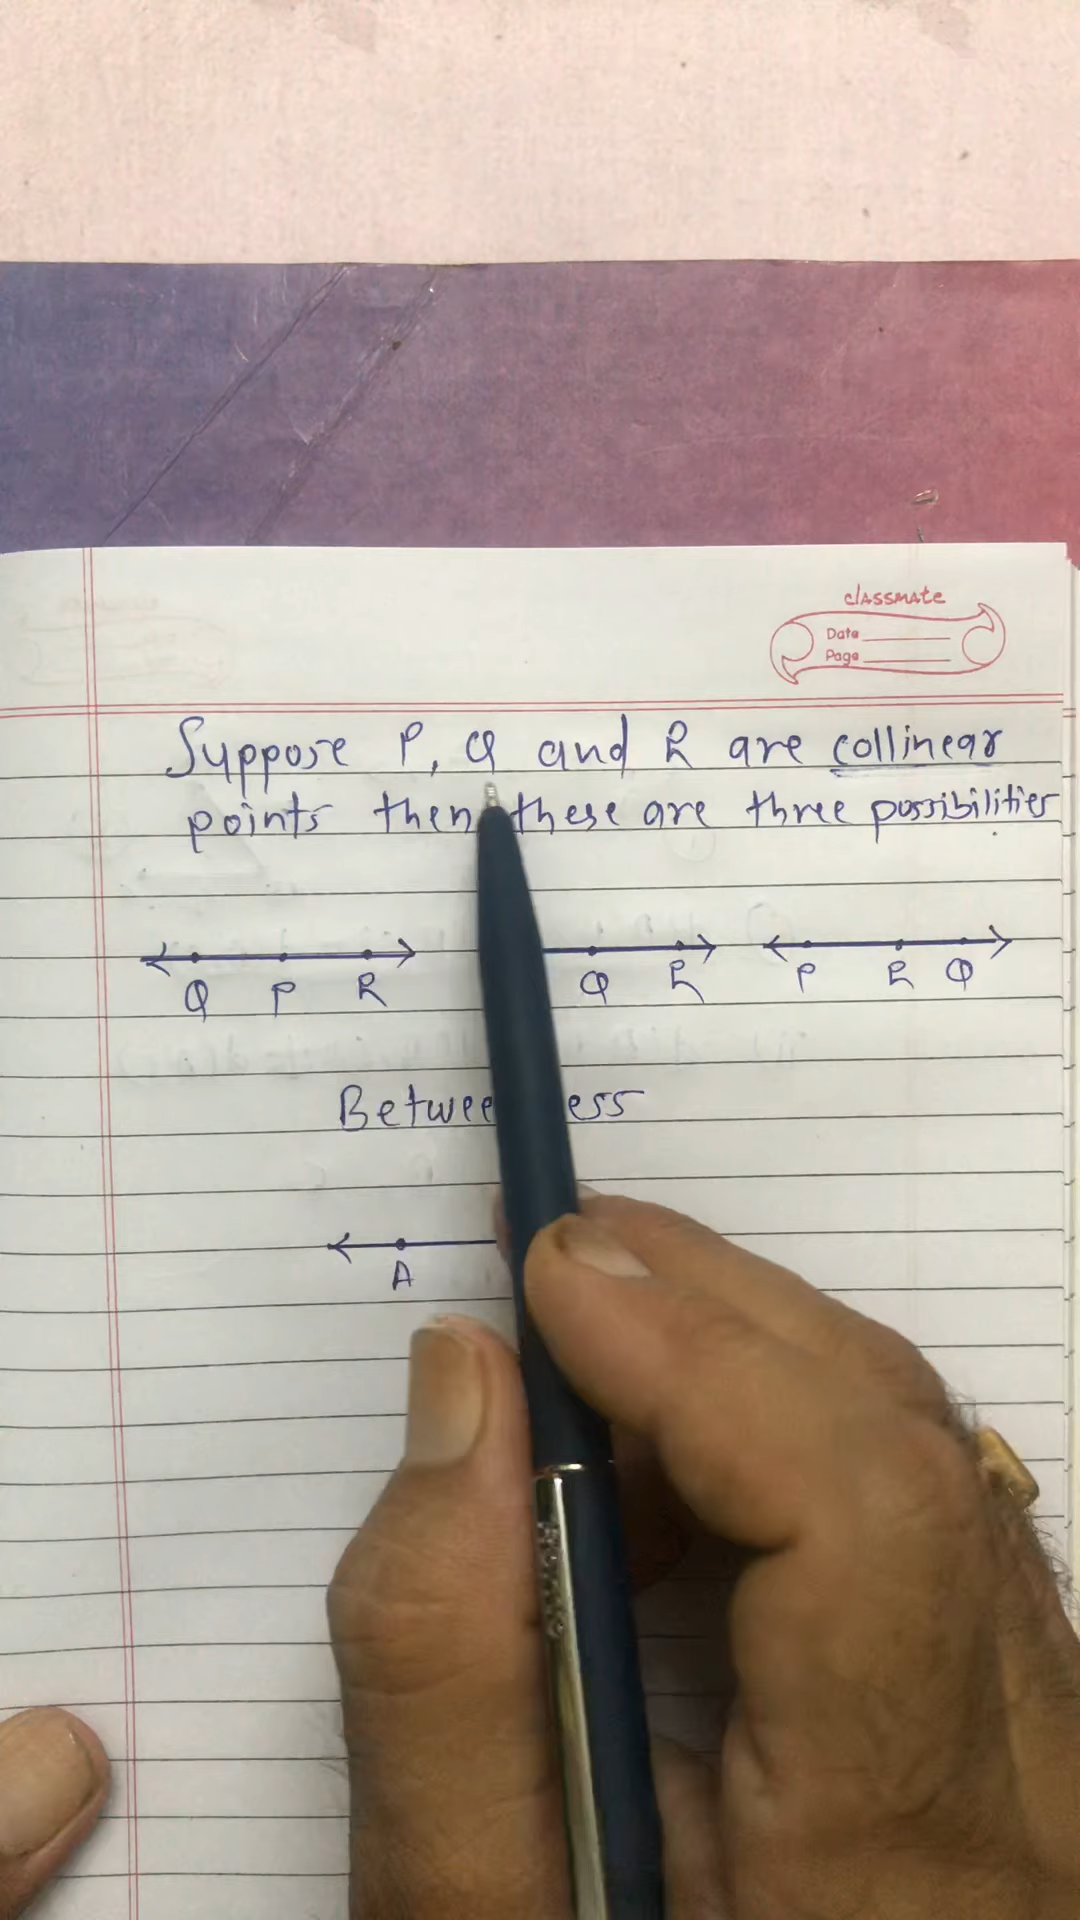 classmate
Date
Page
Suppose P, Q and R are collinear
points then these are three possibilities
Q P R Q R P R Q
A